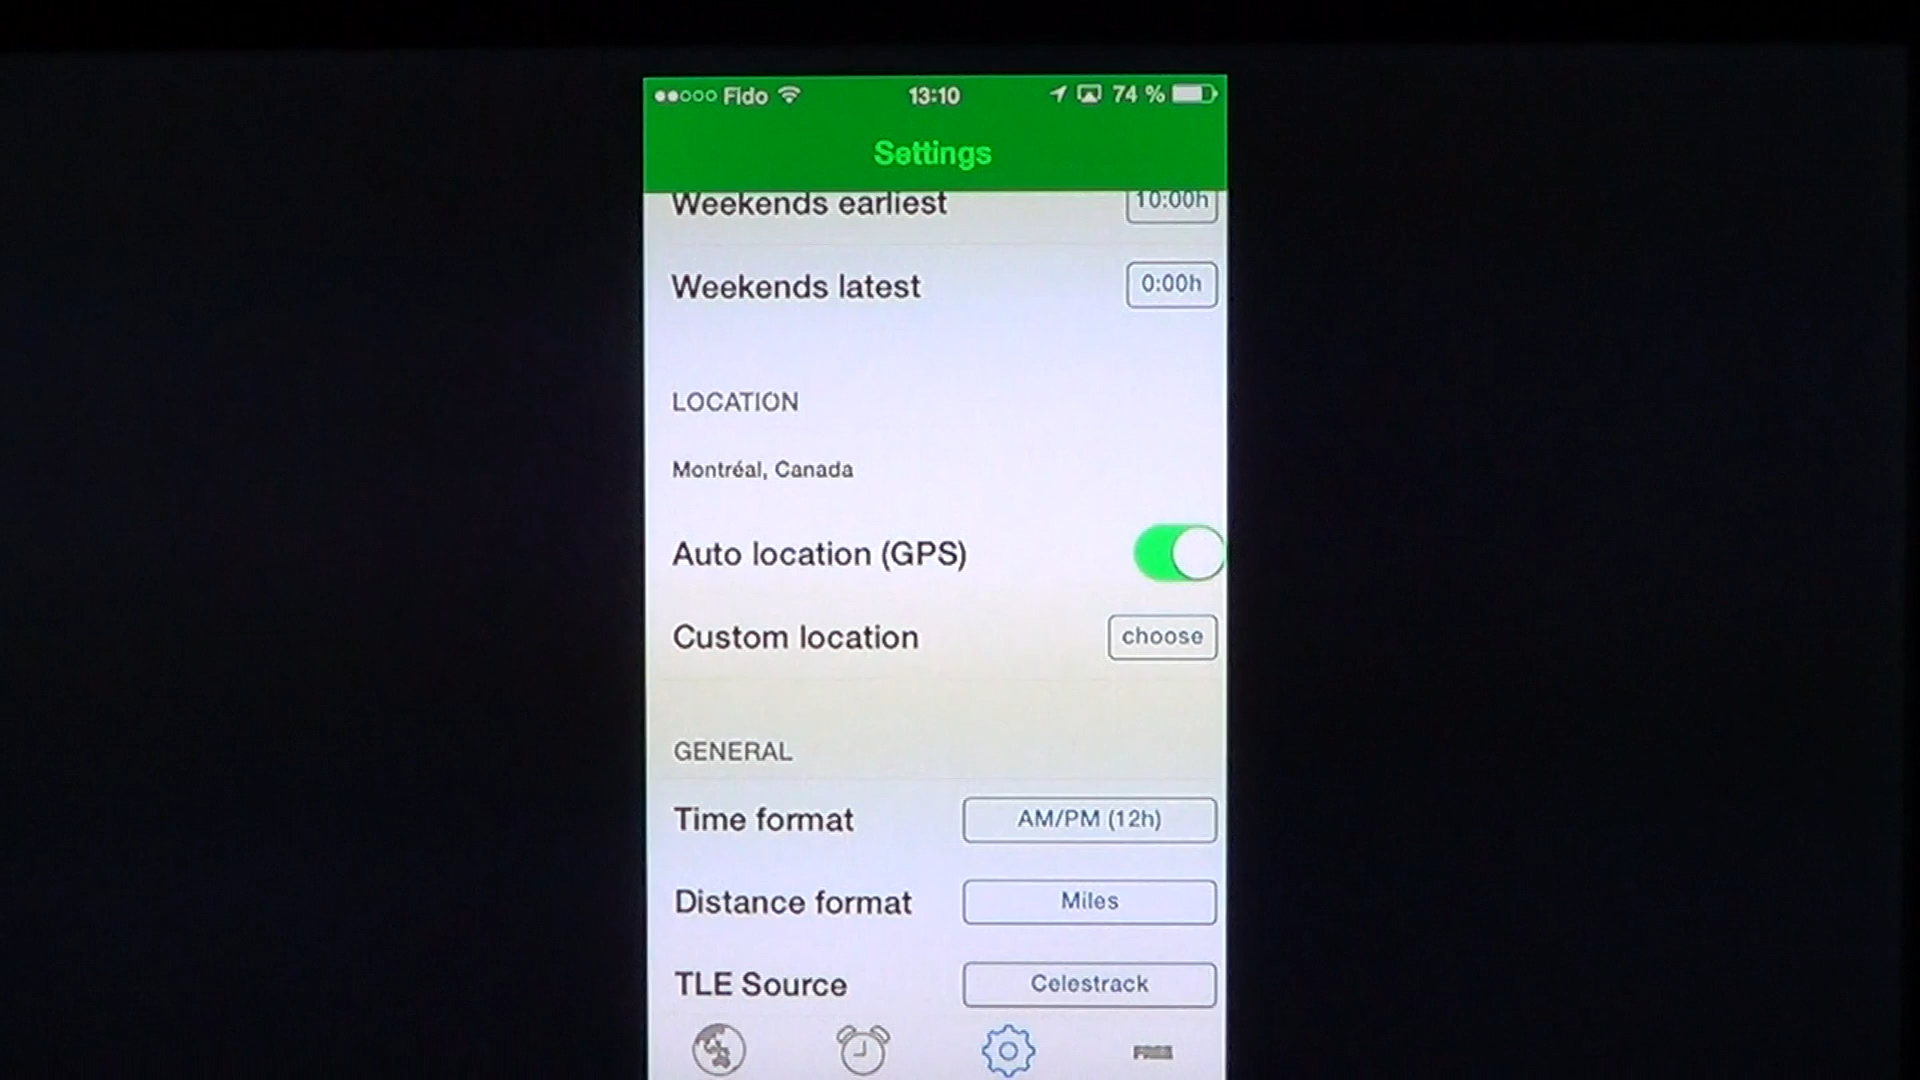 Fido 13:10 74 %
Settings
Weekends earliest 10:00h
Weekends latest 0:00h
LOCATION
Montréal, Canada
Auto location (GPS)
Custom location choose
GENERAL
Time format AM/PM (12h)
Distance format Miles
TLE Source Celestrack
FREE